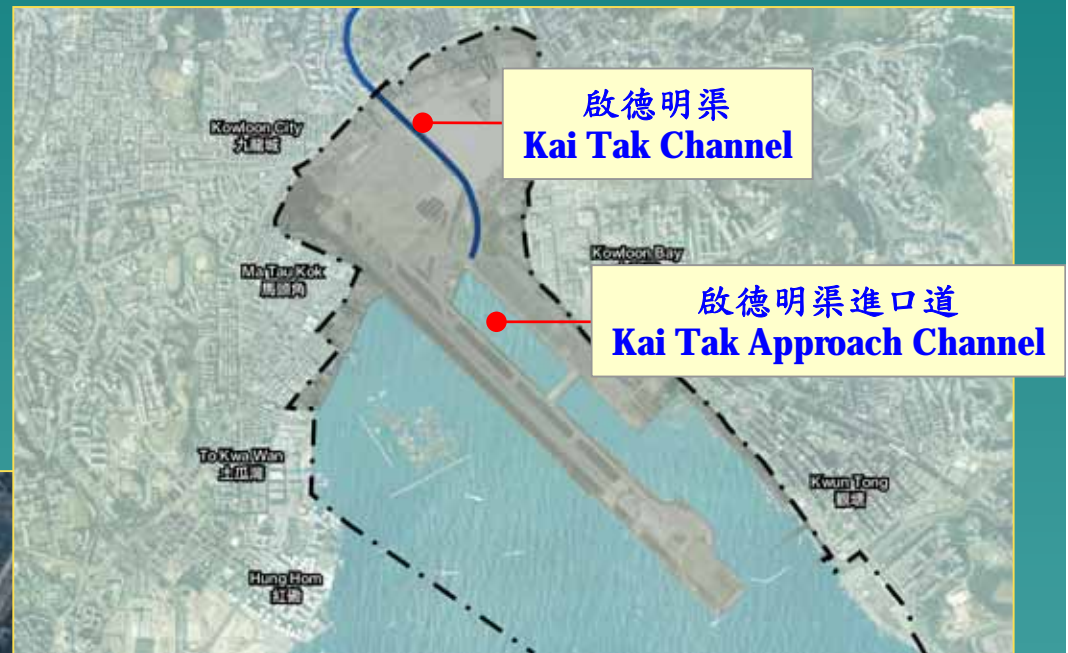 啟德明渠
Kai Tak Channel
Kowloon City
九龍城
Kowloon Bay
Ma Tau Kok
馬頭角
啟德明渠進口道
Kai Tak Approach Channel
To Kwa Wan
土瓜灣
Kwun Tong
觀塘
Hung Hom
紅磡